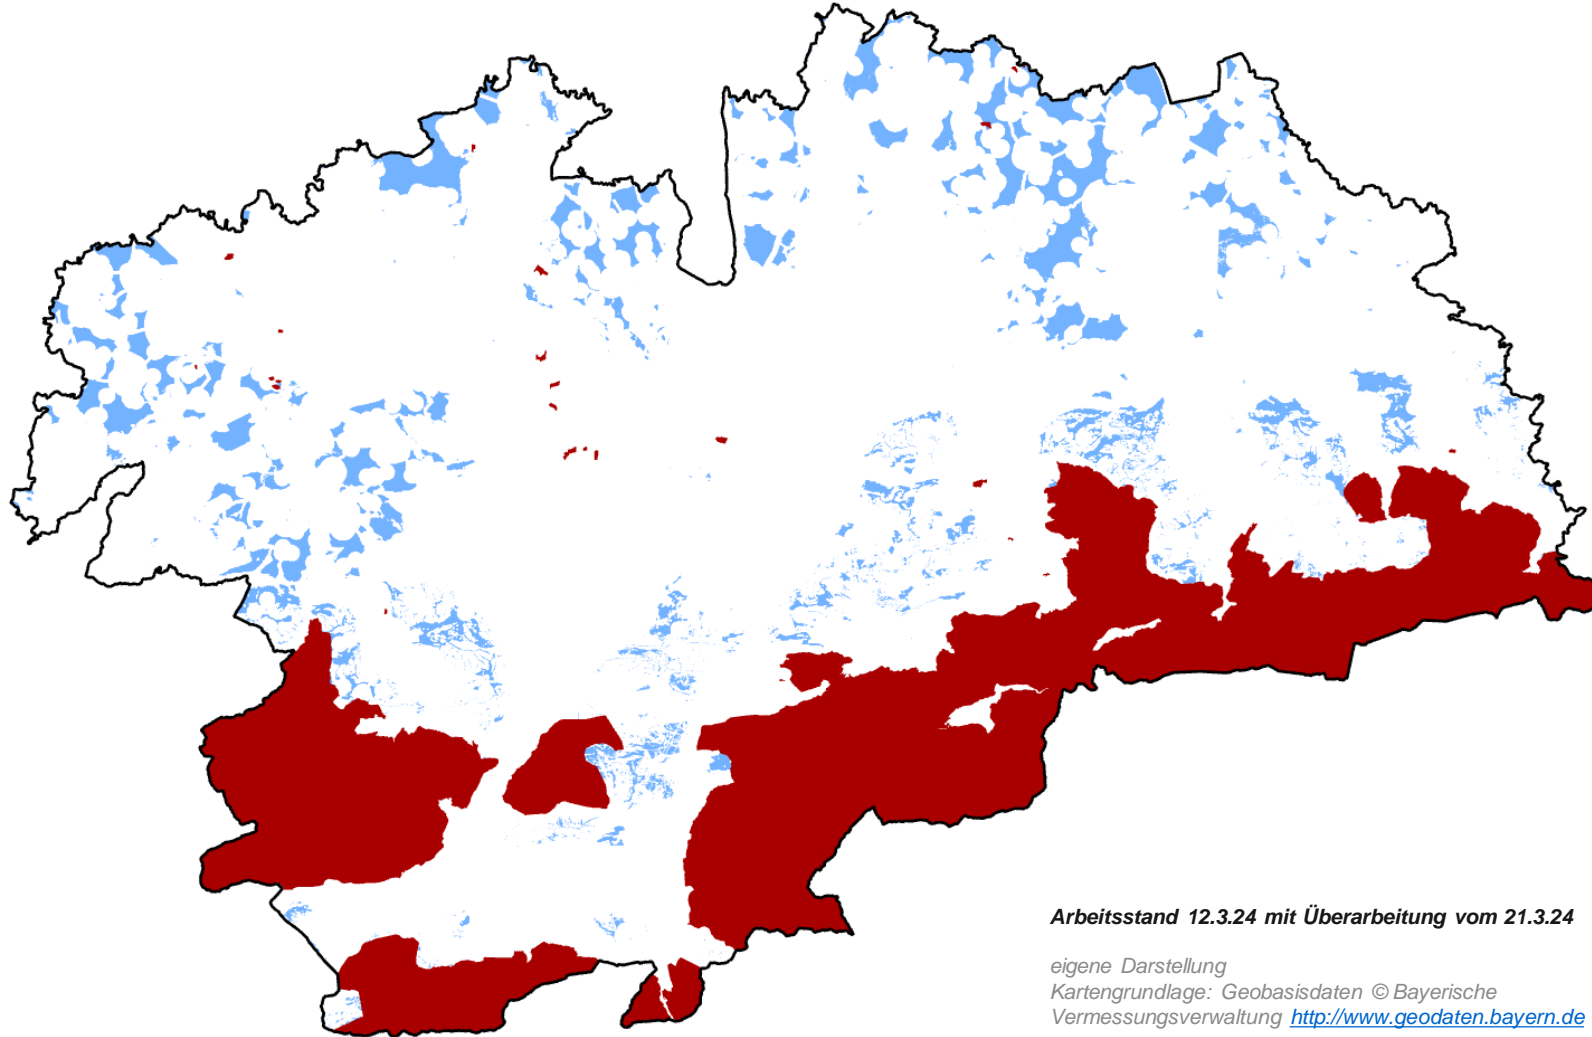 Arbeitsstand 12.3.24 mit Überarbeitung vom 21.3.24
eigene Darstellung
Kartengrundlage: Geobasisdaten © Bayerische
Vermessungsverwaltung http://www.geodaten.bayern.de